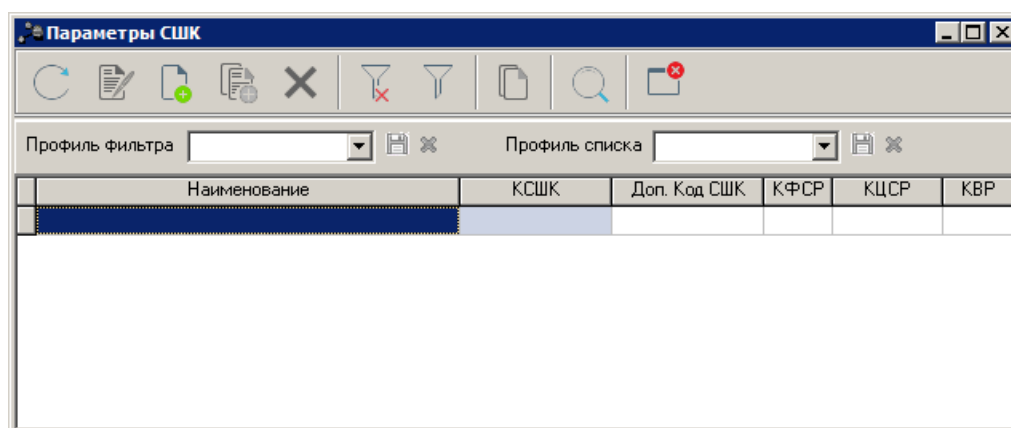 Параметры СШК
Профиль фильтра
Профиль списка
Наименование КСШК Доп. Код СШК КФСР КЦСР КВР